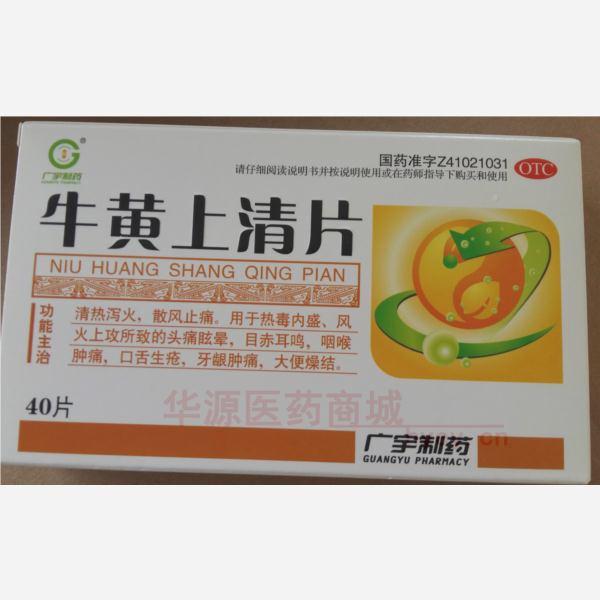 G
®
广宇制药
GUANGYU PHARMACY
国药准字Z41021031
请仔细阅读说明书并按说明使用或在药师指导下购买和使用
OTC
牛黄上清片
NIU HUANG SHANG QING PIAN
功能主治
清热泻火，散风止痛。用于热毒内盛、风
火上攻所致的头痛眩晕，目赤耳鸣，咽喉
肿痛，口舌生疮，牙龈肿痛，大便燥结。
40片
华源医药商城
广宇制药
GUANGYU PHARMACY